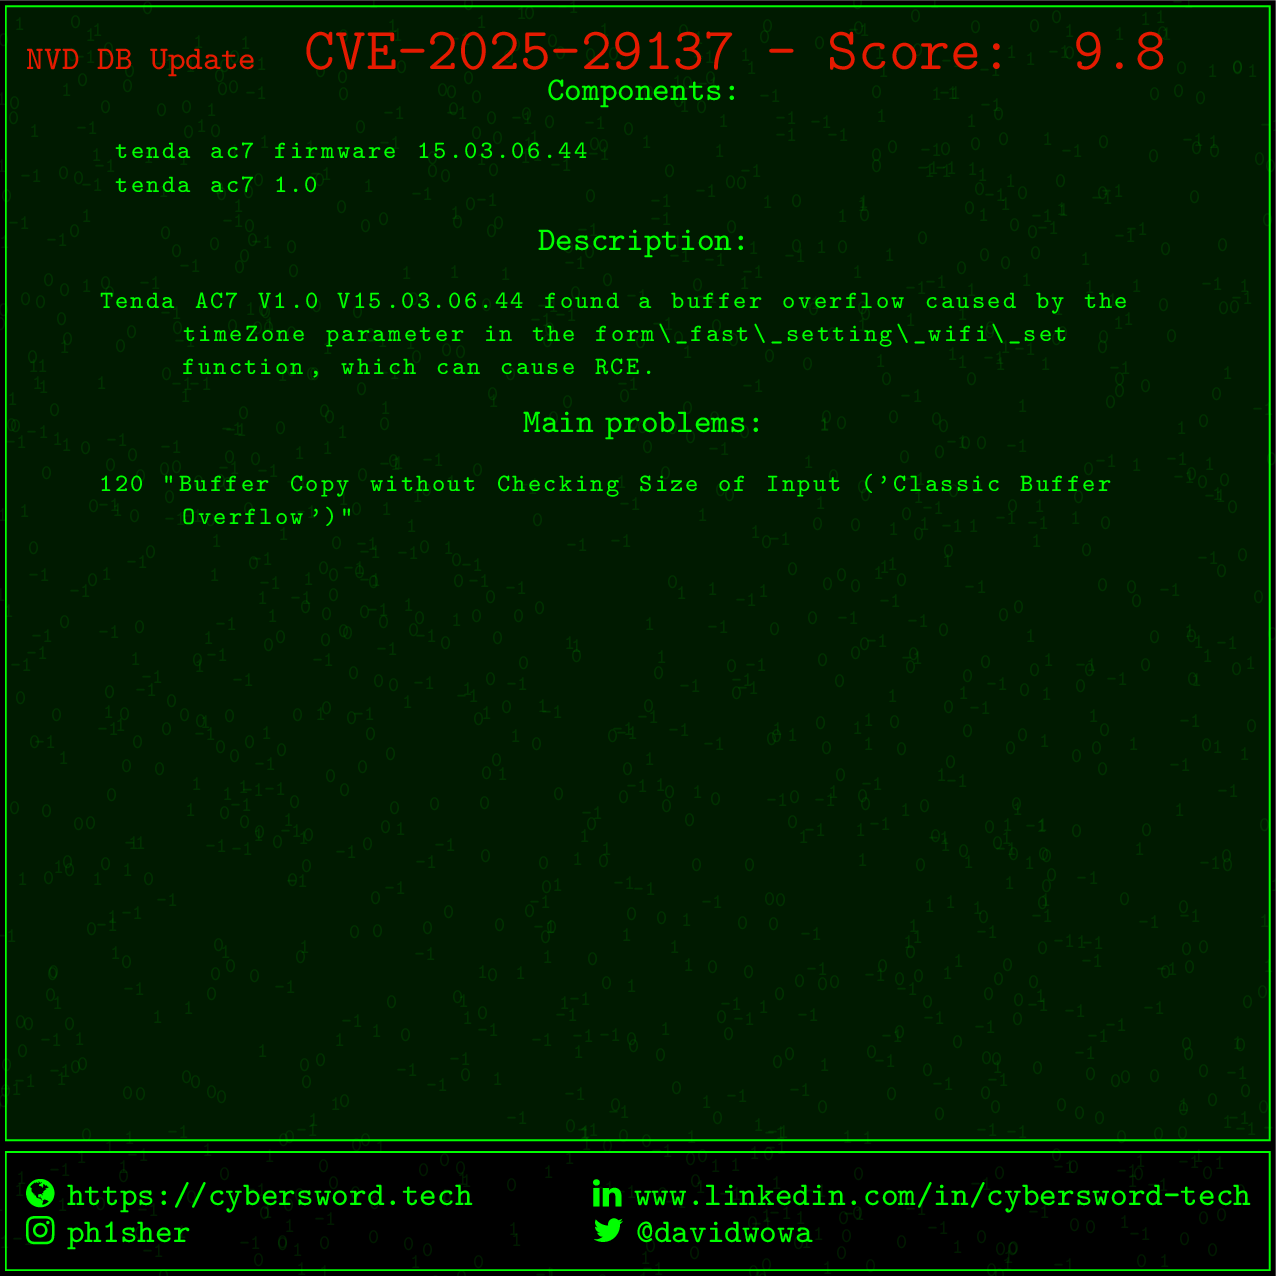 NVD DB Update CVE-2025-29137 - Score: 9.8
Components:
tenda ac7 firmware 15.03.06.44
tenda ac7 1.0
Description:
Tenda AC7 V1.0 V15.03.06.44 found a buffer overflow caused by the
timeZone parameter in the form\_fast\_setting\_wifi\_set
function, which can cause RCE.
Main problems:
120 "Buffer Copy without Checking Size of Input ('Classic Buffer
Overflow')"
https://cybersword.tech
www.linkedin.com/in/cybersword-tech
ph1sher
@davidwowa